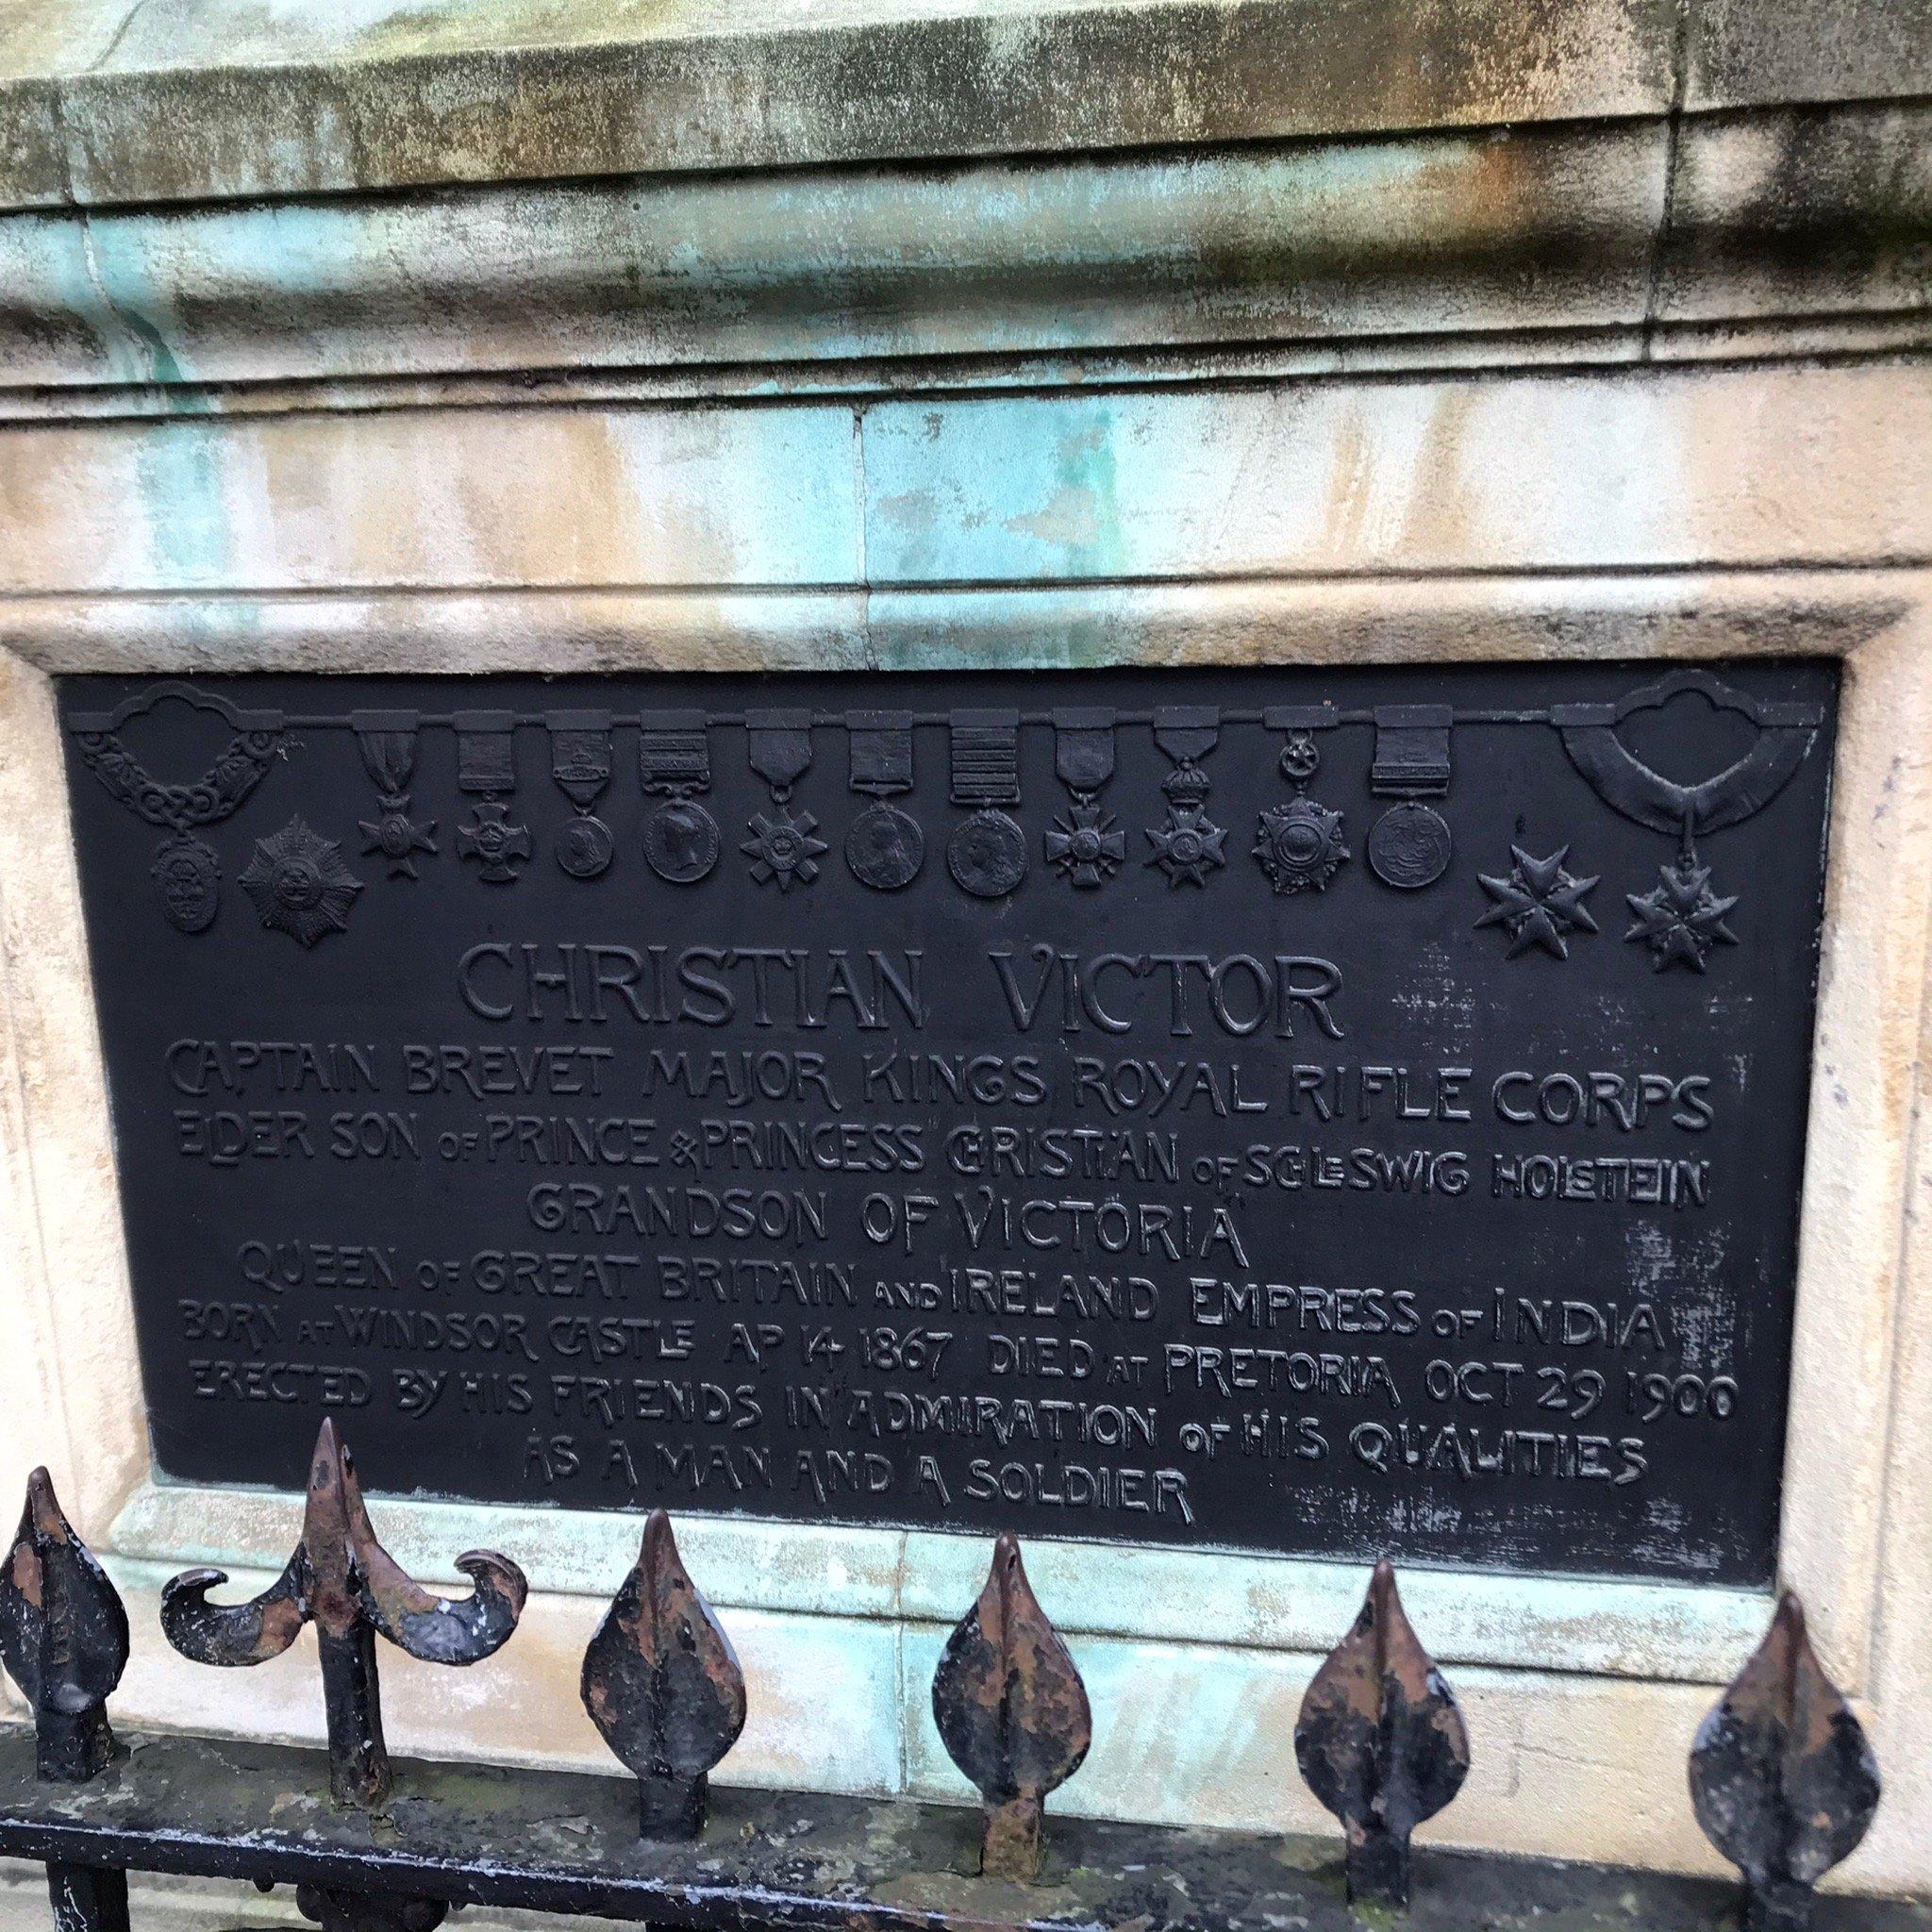 CHRISTIAN VICTOR
CAPTAIN BREVET MAJOR KINGS ROYAL RIFLE CORPS
ELDER SON OF PRINCE & PRINCESS CHRISTIAN OF SCHLESWIG HOLSTEIN
GRANDSON OF VICTORIA
QUEEN OF GREAT BRITAIN AND IRELAND EMPRESS OF INDIA
BORN AT WINDSOR CASTLE AP 14 1867 DIED AT PRETORIA OCT 29 1900
ERECTED BY HIS FRIENDS IN ADMIRATION OF HIS QUALITIES
AS A MAN AND A SOLDIER